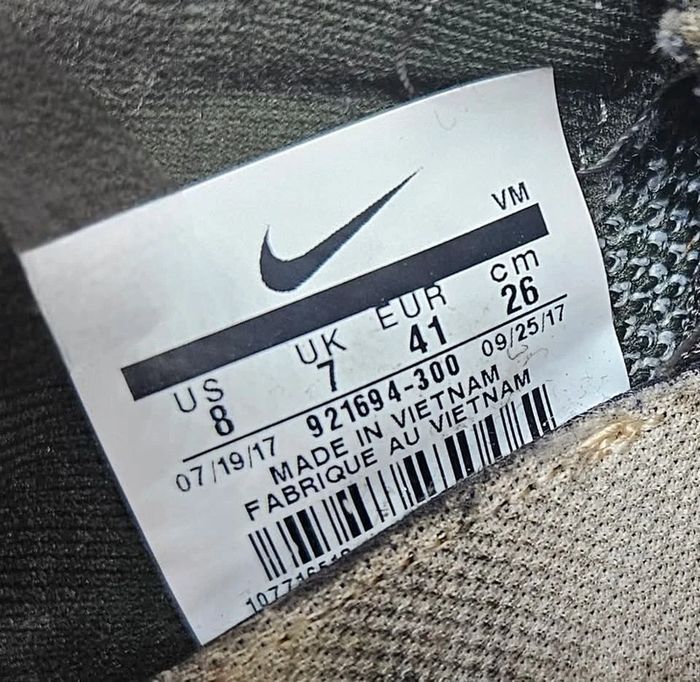 VM
US UK EUR cm
8 7 41 26
07/19/17 921694-300 09/25/17
MADE IN VIETNAM
FABRIQUE AU VIETNAM